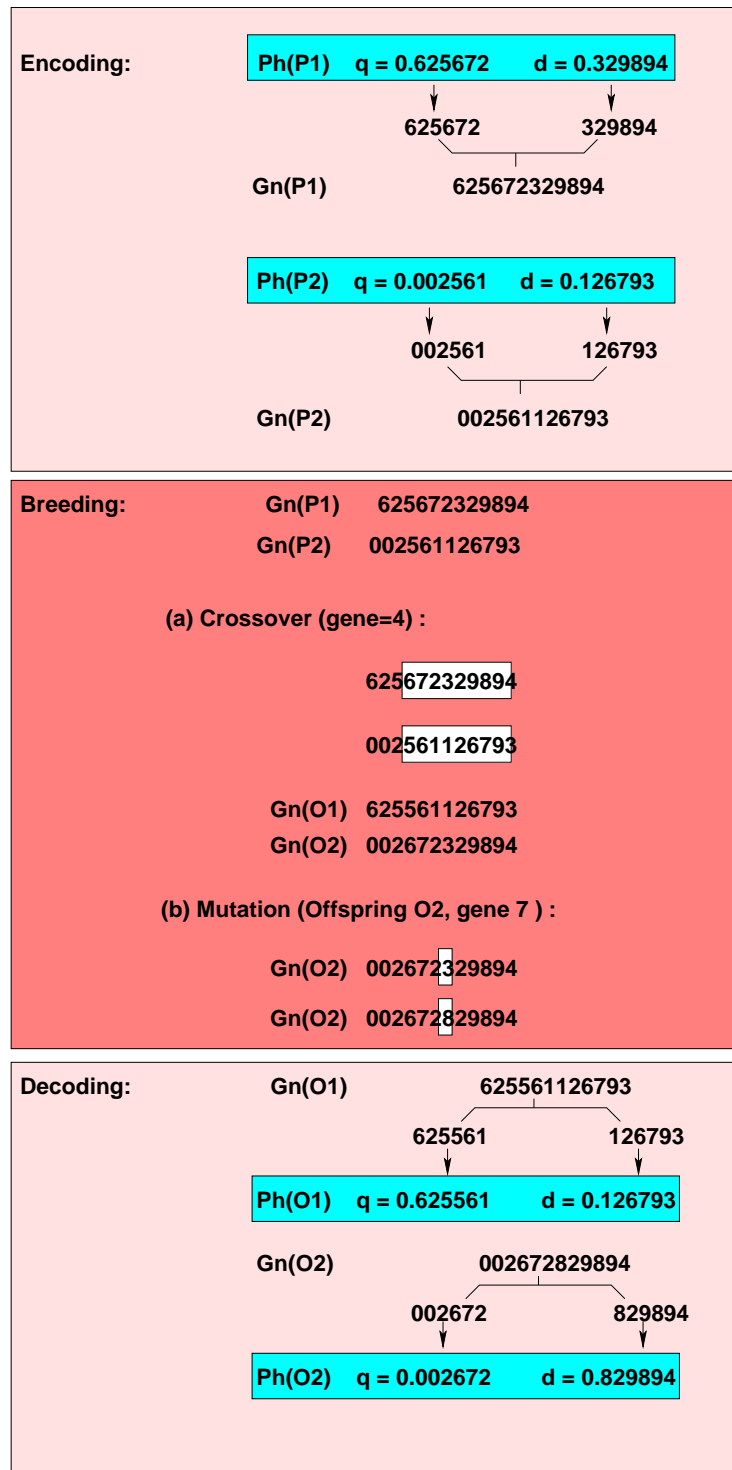 Encoding: Ph(P1) q = 0.625672 d = 0.329894
625672 329894
Gn(P1) 625672329894
Ph(P2) q = 0.002561 d = 0.126793
002561 126793
Gn(P2) 002561126793
Breeding: Gn(P1) 625672329894
Gn(P2) 002561126793
(a) Crossover (gene=4) :
625672329894
002561126793
Gn(O1) 625561126793
Gn(O2) 002672329894
(b) Mutation (Offspring O2, gene 7 ) :
Gn(O2) 002672329894
Gn(O2) 002672829894
Decoding: Gn(O1) 625561126793
625561 126793
Ph(O1) q = 0.625561 d = 0.126793
Gn(O2) 002672829894
002672 829894
Ph(O2) q = 0.002672 d = 0.829894